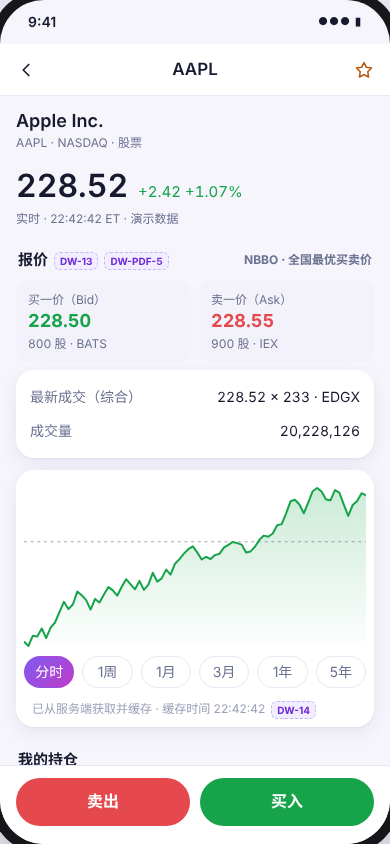 9:41
AAPL
Apple Inc.
AAPL · NASDAQ · 股票
228.52 +2.42 +1.07%
实时 · 22:42:42 ET · 演示数据
报价 DW-13 DW-PDF-5 NBBO · 全国最优买卖价
买一价（Bid） 卖一价（Ask）
228.50 228.55
800 股 · BATS 900 股 · IEX
最新成交（综合） 228.52 × 233 · EDGX
成交量 20,228,126
分时 1周 1月 3月 1年 5年
已从服务端获取并缓存 · 缓存时间 22:42:42 DW-14
我的持仓
卖出 买入